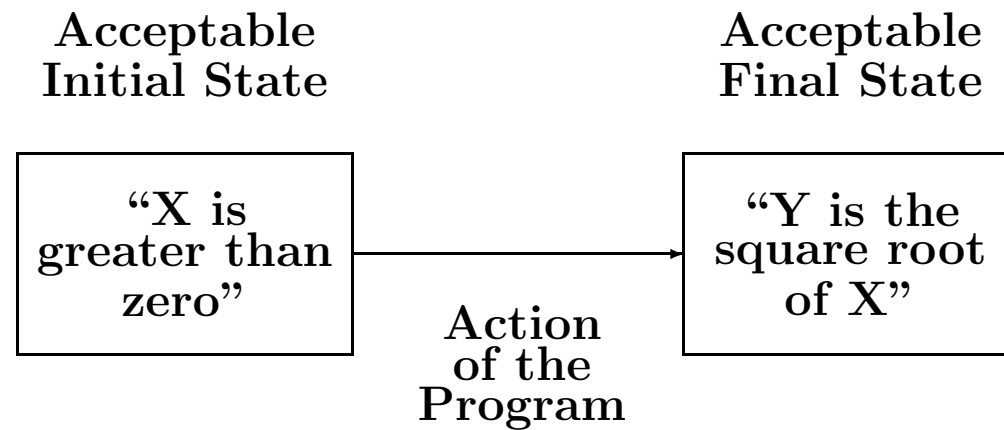 Acceptable
Initial State
Acceptable
Final State
“X is
greater than
zero”
“Y is the
square root
of X”
Action
of the
Program